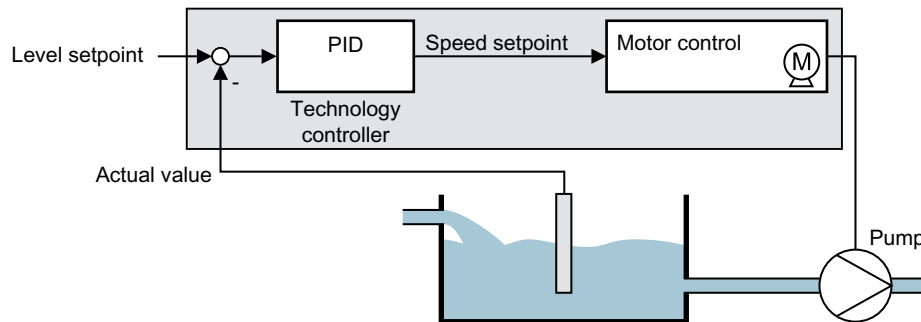 Level setpoint
PID
Speed setpoint
Motor control
M
-
Technology
controller
Actual value
Pump